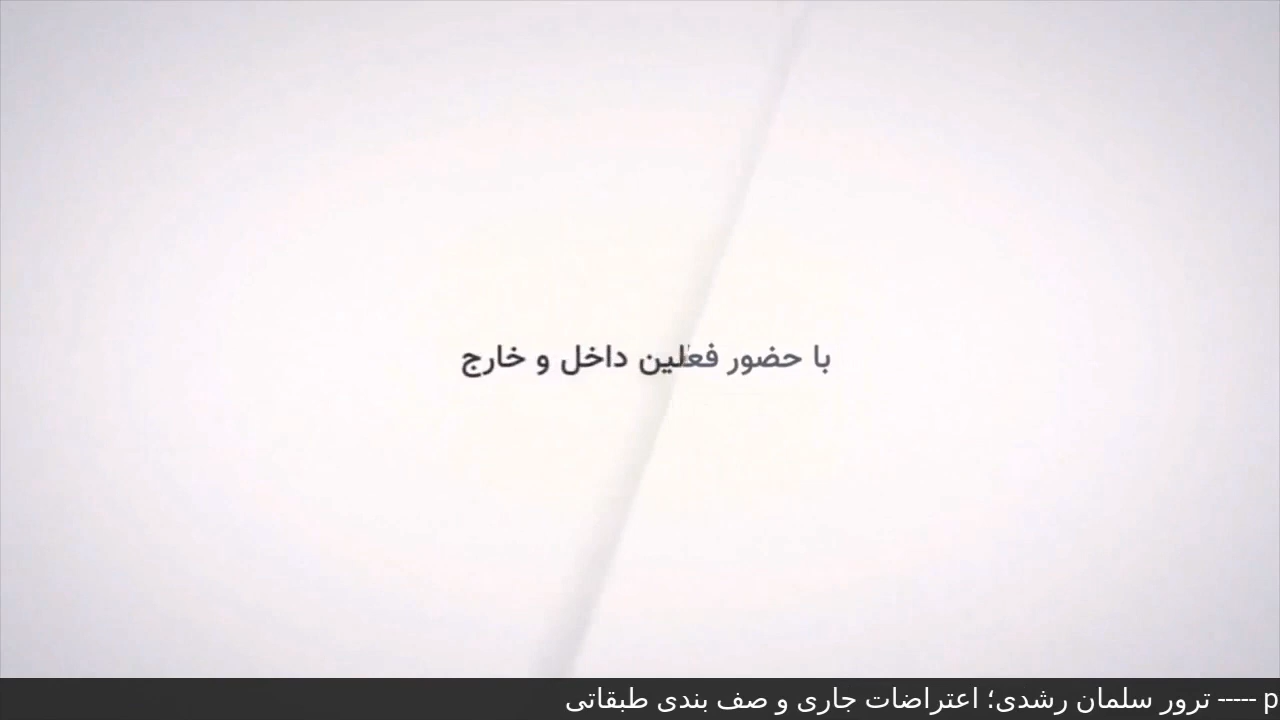 با حضور فعلین داخل و خارج
p ----- ترور سلمان رشدی؛ اعتراضات جاری و صف بندی طبقاتی